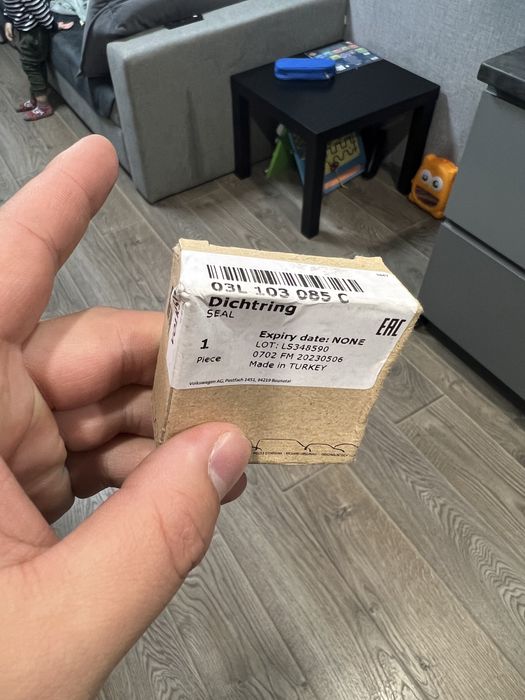 03L 103 085 C
Dichtring
SEAL
EAC
1
Piece
Expiry date: NONE
LOT: LS348590
0702 FM 20230506
Made in TURKEY
Volkswagen AG, Postfach 1451, 34219 Baunatal